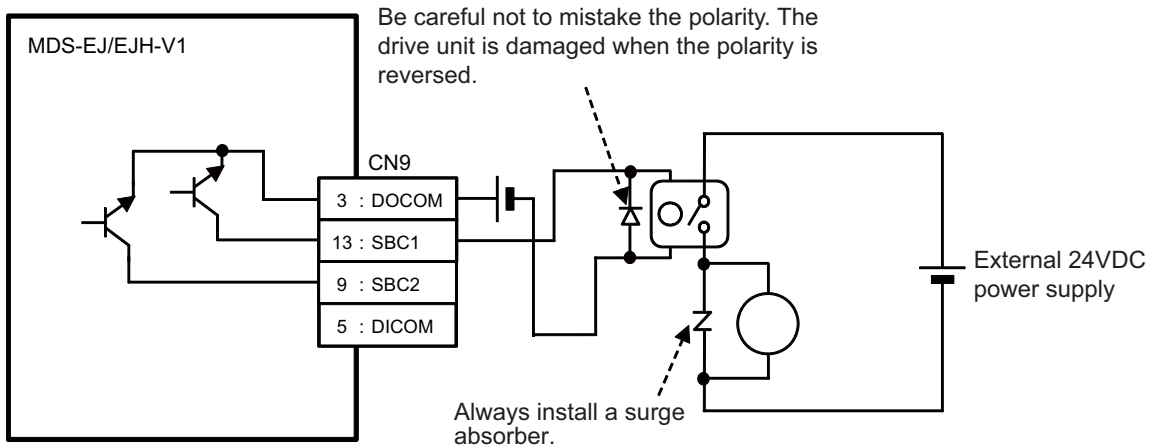 Be careful not to mistake the polarity. The
drive unit is damaged when the polarity is
reversed.
MDS-EJ/EJH-V1
CN9
3 : DOCOM
13 : SBC1
9 : SBC2
5 : DICOM
External 24VDC
power supply
Always install a surge
absorber.